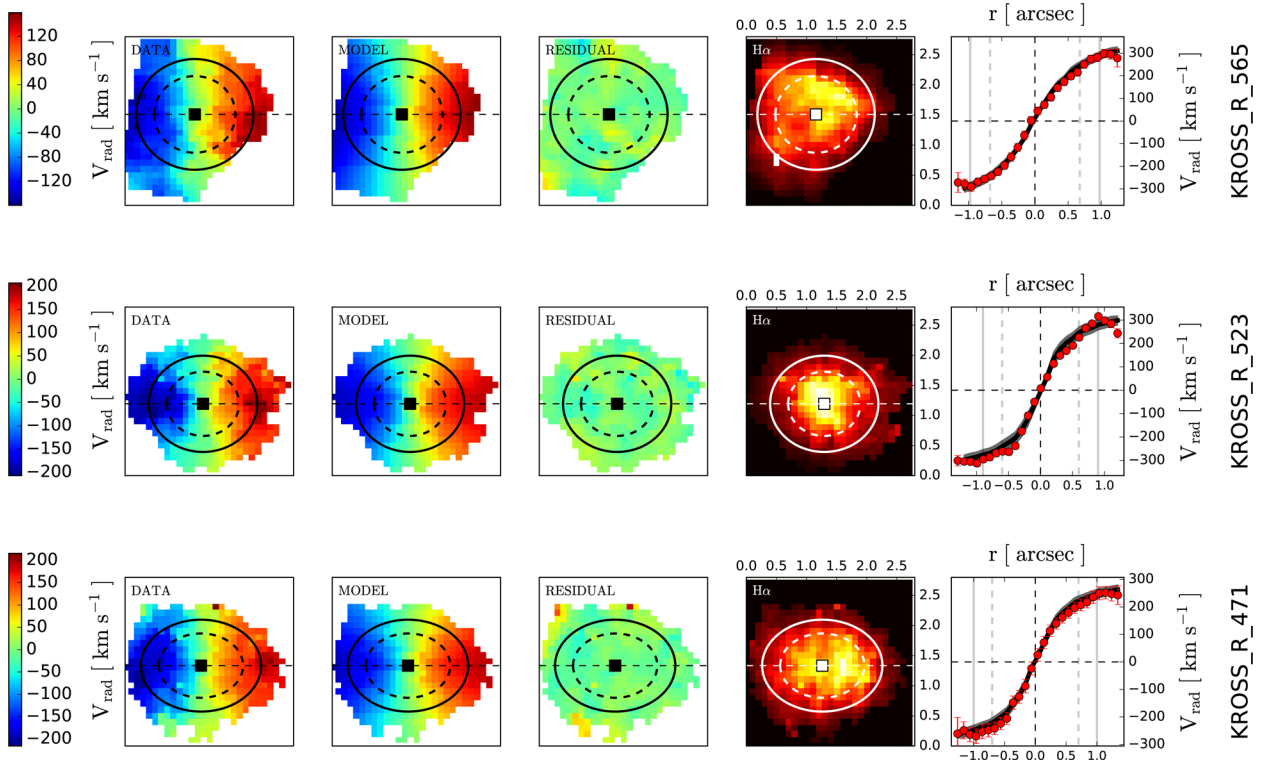 r [ arcsec ]
0.0 0.5 1.0 1.5 2.0 2.5
120
80
40
0
−40
−80
−120
V_rad [ km s⁻¹ ]
DATA
MODEL
RESIDUAL
Hα
2.5
2.0
1.5
1.0
0.5
0.0
300
200
100
0
−100
−200
−300
V_rad [ km s⁻¹ ]
−1.0 −0.5 0.0 0.5 1.0
KROSS_R_565
r [ arcsec ]
0.0 0.5 1.0 1.5 2.0 2.5
200
150
100
50
0
−50
−100
−150
−200
V_rad [ km s⁻¹ ]
DATA
MODEL
RESIDUAL
Hα
2.5
2.0
1.5
1.0
0.5
0.0
300
200
100
0
−100
−200
−300
V_rad [ km s⁻¹ ]
−1.0 −0.5 0.0 0.5 1.0
KROSS_R_523
r [ arcsec ]
0.0 0.5 1.0 1.5 2.0 2.5
200
150
100
50
0
−50
−100
−150
−200
V_rad [ km s⁻¹ ]
DATA
MODEL
RESIDUAL
Hα
2.5
2.0
1.5
1.0
0.5
0.0
300
200
100
0
−100
−200
−300
V_rad [ km s⁻¹ ]
−1.0 −0.5 0.0 0.5 1.0
KROSS_R_471